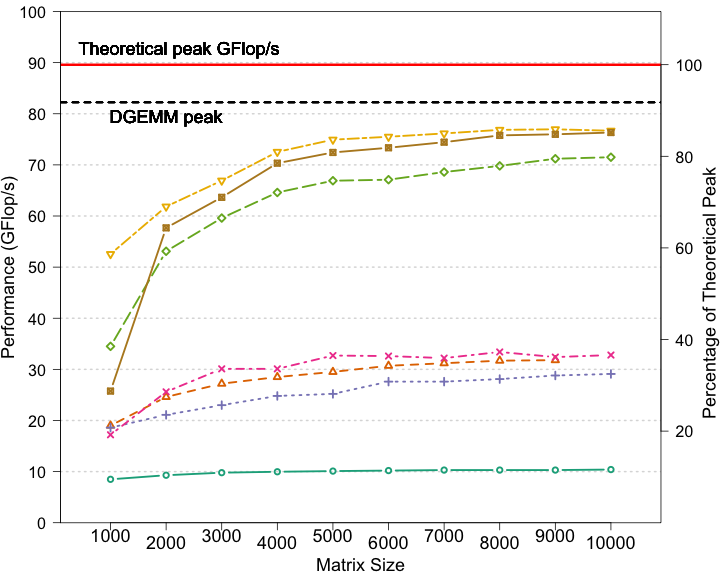 100
90
80
70
60
50
40
30
20
10
0
Performance (GFlop/s)
Theoretical peak GFlop/s
DGEMM peak
100
80
60
40
20
Percentage of Theoretical Peak
1000 2000 3000 4000 5000 6000 7000 8000 9000 10000
Matrix Size